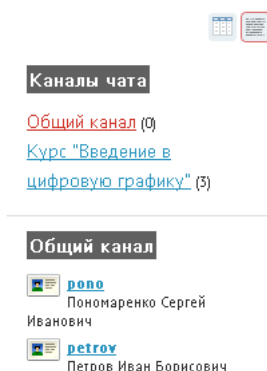 Каналы чата
Общий канал (0)
Курс "Введение в
цифровую графику" (3)
Общий канал
pono
Пономаренко Сергей
Иванович
petrov
Петров Иван Борисович